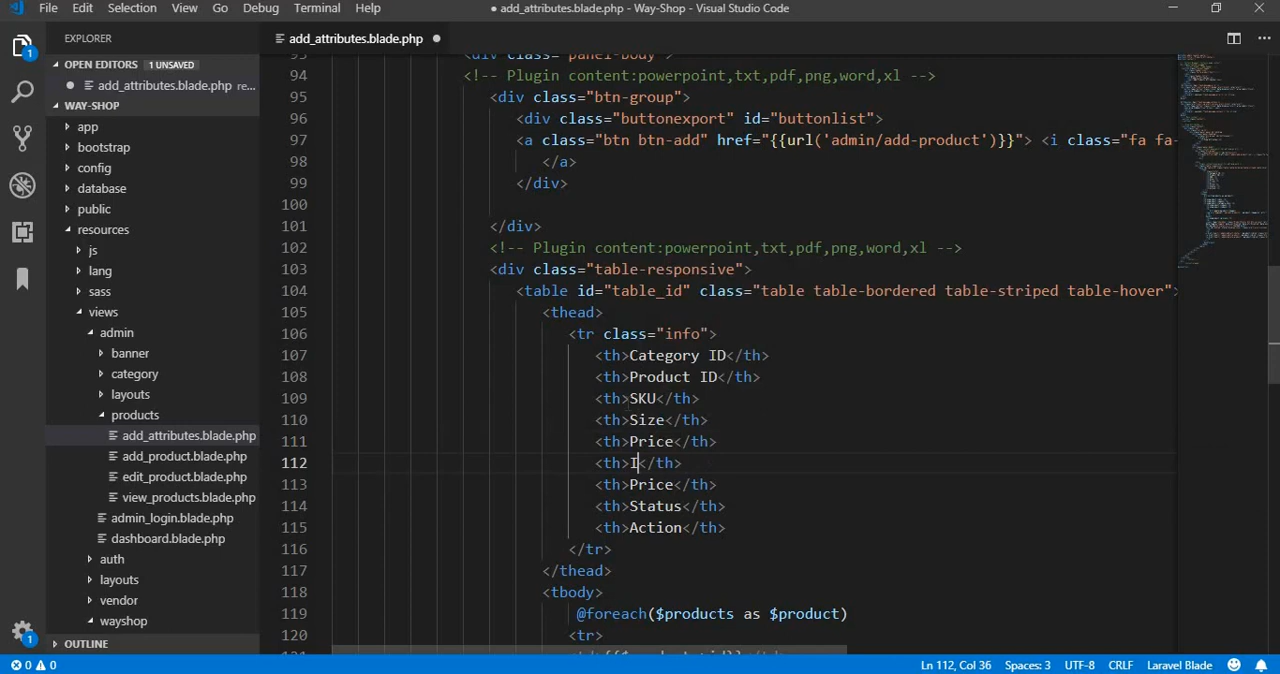 File Edit Selection View Go Debug Terminal Help
● add_attributes.blade.php - Way-Shop - Visual Studio Code
EXPLORER
OPEN EDITORS 1 UNSAVED
add_attributes.blade.php re...
WAY-SHOP
app
bootstrap
config
database
public
resources
js
lang
sass
views
admin
banner
category
layouts
products
add_attributes.blade.php
add_product.blade.php
edit_product.blade.php
view_products.blade.php
admin_login.blade.php
dashboard.blade.php
auth
layouts
vendor
wayshop
OUTLINE
add_attributes.blade.php ●
94 <!-- Plugin content:powerpoint,txt,pdf,png,word,xl -->
95 <div class="btn-group">
96 <div class="buttonexport" id="buttonlist">
97 <a class="btn btn-add" href="{{url('admin/add-product')}}"> <i class="fa fa-
98 </a>
99 </div>
100
101 </div>
102 <!-- Plugin content:powerpoint,txt,pdf,png,word,xl -->
103 <div class="table-responsive">
104 <table id="table_id" class="table table-bordered table-striped table-hover">
105 <thead>
106 <tr class="info">
107 <th>Category ID</th>
108 <th>Product ID</th>
109 <th>SKU</th>
110 <th>Size</th>
111 <th>Price</th>
112 <th>I</th>
113 <th>Price</th>
114 <th>Status</th>
115 <th>Action</th>
116 </tr>
117 </thead>
118 <tbody>
119 @foreach($products as $product)
120 <tr>
0 0 Ln 112, Col 36 Spaces: 3 UTF-8 CRLF Laravel Blade